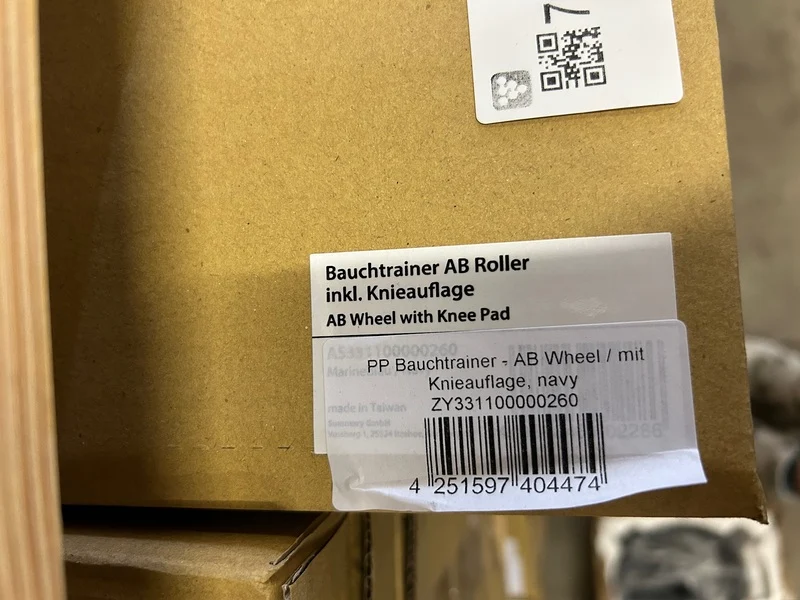 7
Bauchtrainer AB Roller
inkl. Knieauflage
AB Wheel with Knee Pad
PP Bauchtrainer - AB Wheel / mit
Knieauflage, navy
ZY331100000260
made in Taiwan
4 251597 404474